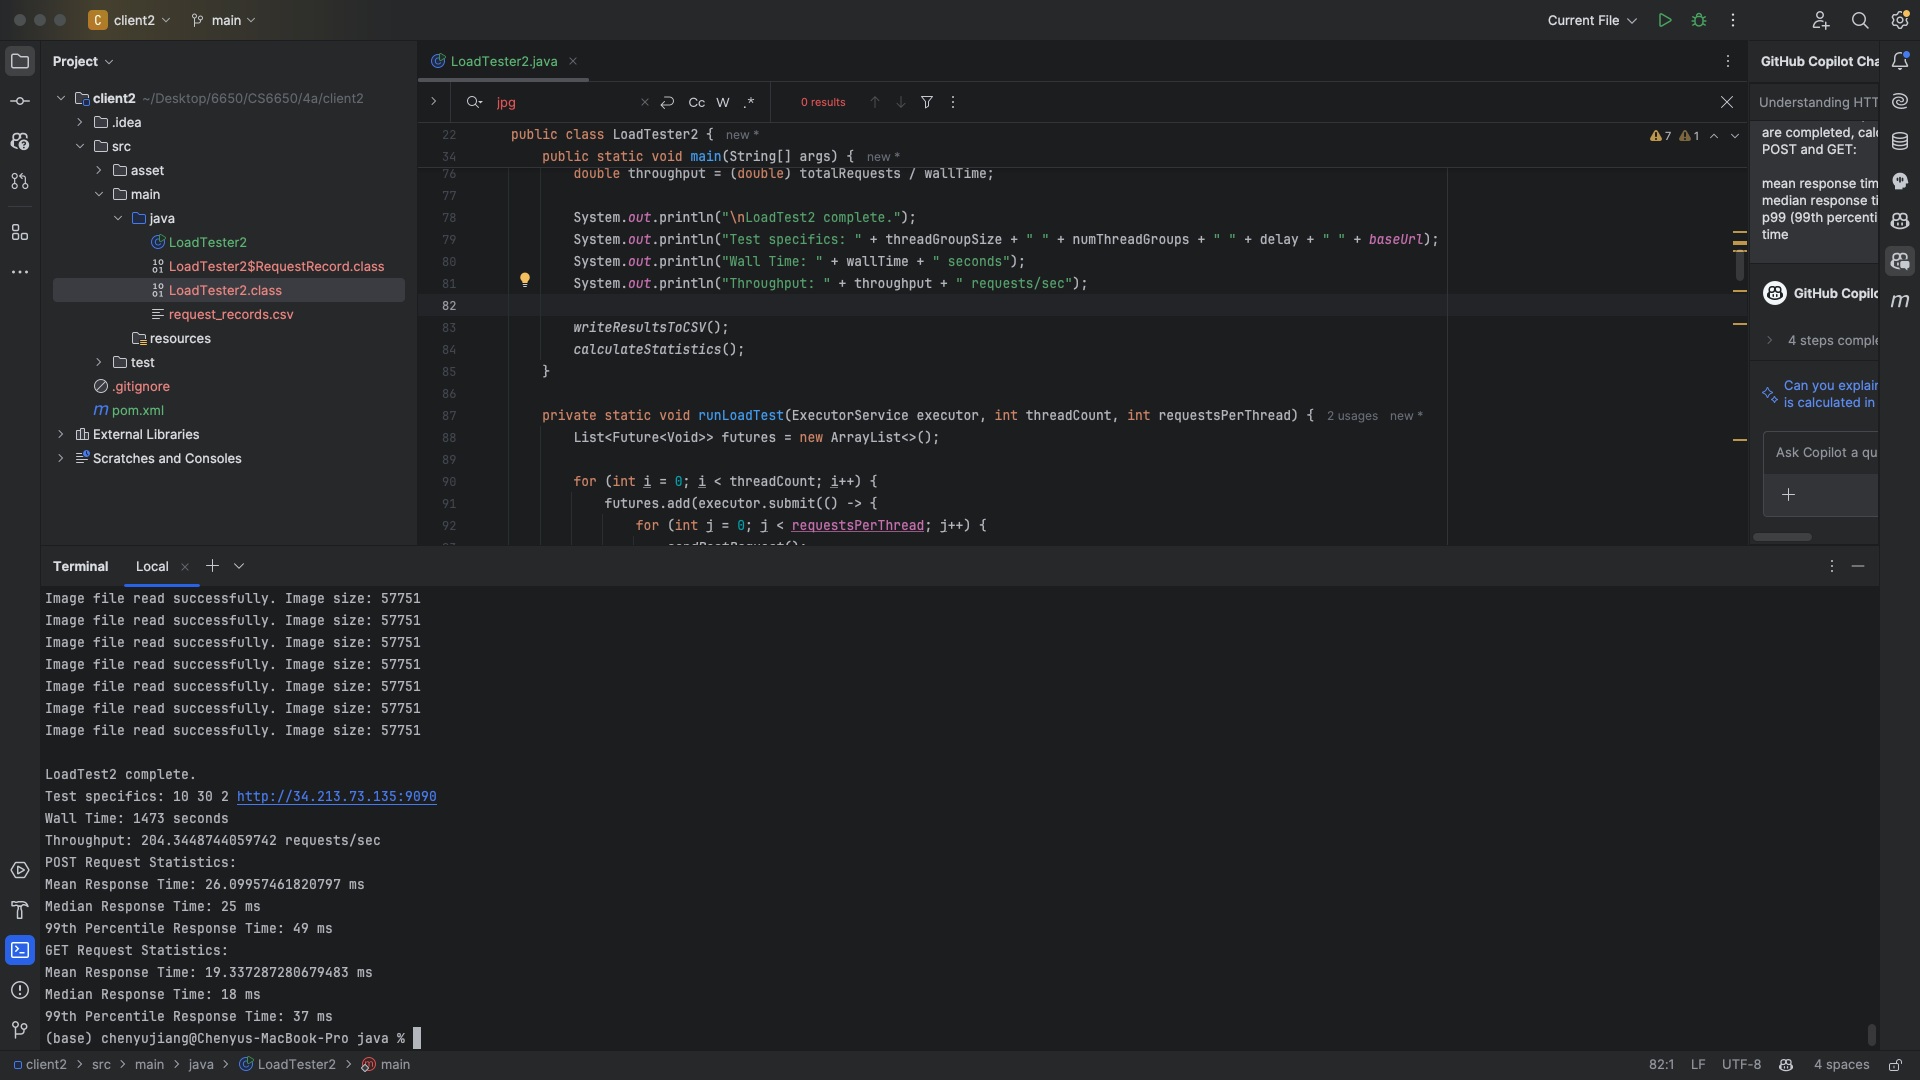 C client2 main
Current File
Project
client2 ~/Desktop/6650/CS6650/4a/client2
.idea
src
asset
main
java
LoadTester2
LoadTester2$RequestRecord.class
LoadTester2.class
request_records.csv
resources
test
.gitignore
pom.xml
External Libraries
Scratches and Consoles
LoadTester2.java
jpg Cc W .* 0 results
22 public class LoadTester2 { new *
34 public static void main(String[] args) { new *
7 1
76 double throughput = (double) totalRequests / wallTime;
77
78 System.out.println("\nLoadTest2 complete.");
79 System.out.println("Test specifics: " + threadGroupSize + " " + numThreadGroups + " " + delay + " " + baseUrl);
80 System.out.println("Wall Time: " + wallTime + " seconds");
81 System.out.println("Throughput: " + throughput + " requests/sec");
82
83 writeResultsToCSV();
84 calculateStatistics();
85 }
86
87 private static void runLoadTest(ExecutorService executor, int threadCount, int requestsPerThread) { 2 usages new *
88 List<Future<Void>> futures = new ArrayList<>();
89
90 for (int i = 0; i < threadCount; i++) {
91 futures.add(executor.submit(() -> {
92 for (int j = 0; j < requestsPerThread; j++) {
GitHub Copilot Cha
Understanding HTT
are completed, calc
POST and GET:
mean response tim
median response ti
p99 (99th percenti
time
GitHub Copilo
4 steps comple
Can you explain
is calculated in
Ask Copilot a qu
Terminal Local
Image file read successfully. Image size: 57751
Image file read successfully. Image size: 57751
Image file read successfully. Image size: 57751
Image file read successfully. Image size: 57751
Image file read successfully. Image size: 57751
Image file read successfully. Image size: 57751
Image file read successfully. Image size: 57751
LoadTest2 complete.
Test specifics: 10 30 2 http://34.213.73.135:9090
Wall Time: 1473 seconds
Throughput: 204.3448744059742 requests/sec
POST Request Statistics:
Mean Response Time: 26.09957461820797 ms
Median Response Time: 25 ms
99th Percentile Response Time: 49 ms
GET Request Statistics:
Mean Response Time: 19.337287280679483 ms
Median Response Time: 18 ms
99th Percentile Response Time: 37 ms
(base) chenyujiang@Chenyus-MacBook-Pro java %
client2 > src > main > java > LoadTester2 > main
82:1 LF UTF-8 4 spaces